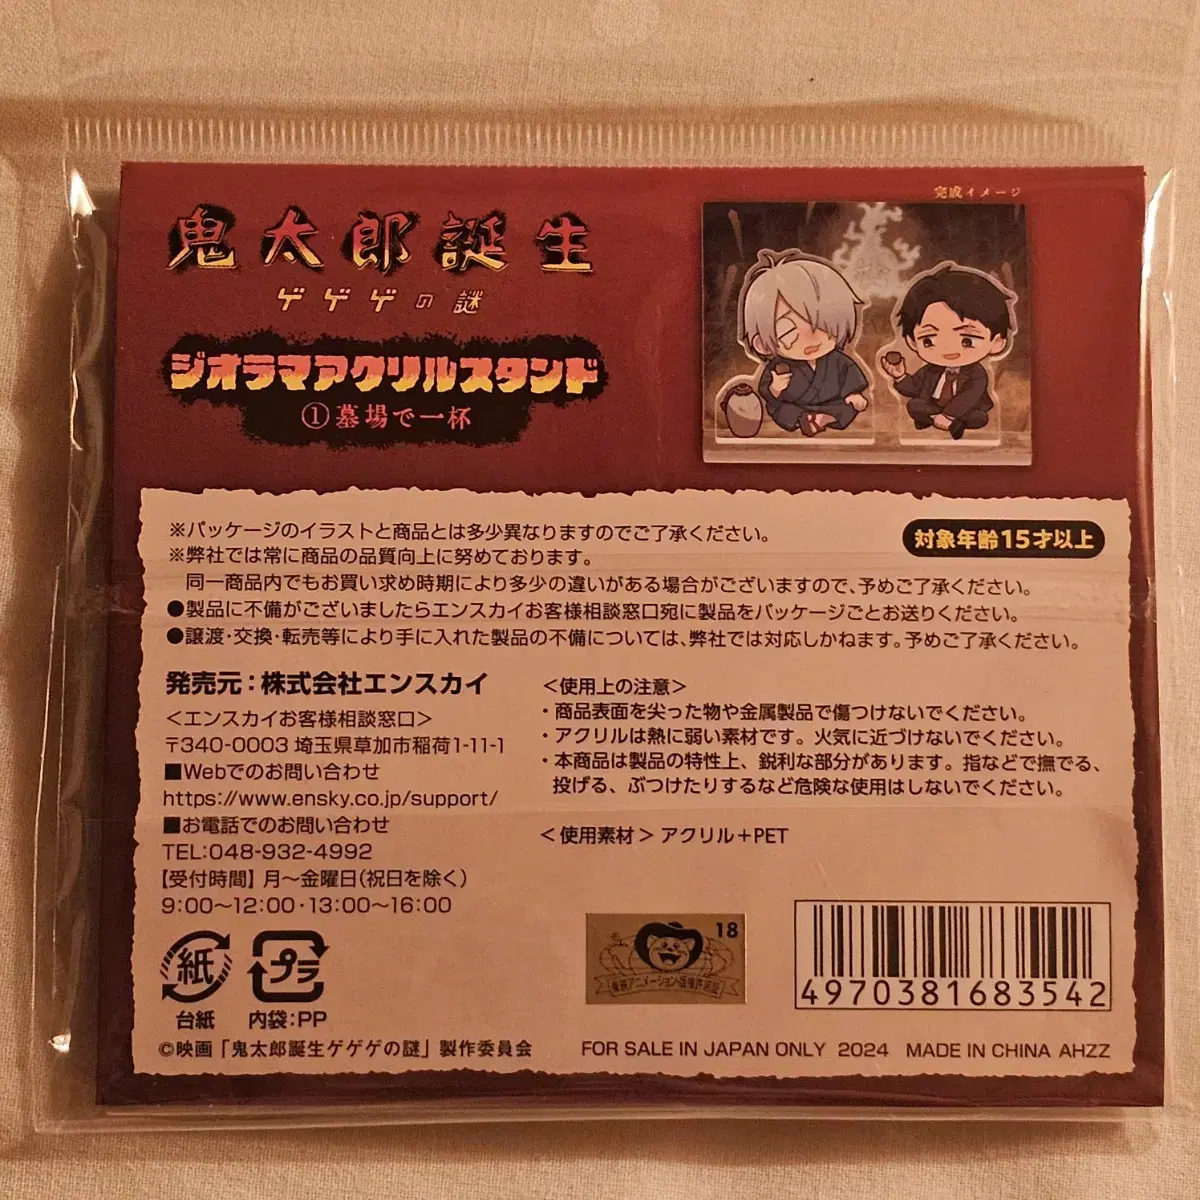 鬼太郎誕生
ゲゲゲの謎
ジオラマアクリルスタンド
①墓場で一杯
完成イメージ
※パッケージのイラストと商品とは多少異なりますのでご了承ください。
対象年齢15才以上
※弊社では常に商品の品質向上に努めております。
同一商品内でもお買い求め時期により多少の違いがある場合がございますので、予めご了承ください。
●製品に不備がございましたらエンスカイお客様相談窓口宛に製品をパッケージごとお送りください。
●譲渡・交換・転売等により手に入れた製品の不備については、弊社では対応しかねます。予めご了承ください。
発売元：株式会社エンスカイ
＜エンスカイお客様相談窓口＞
〒340-0003 埼玉県草加市稲荷1-11-1
■Webでのお問い合わせ
https://www.ensky.co.jp/support/
■お電話でのお問い合わせ
TEL:048-932-4992
【受付時間】月～金曜日(祝日を除く)
9:00～12:00・13:00～16:00
＜使用上の注意＞
・商品表面を尖った物や金属製品で傷つけないでください。
・アクリルは熱に弱い素材です。火気に近づけないでください。
・本商品は製品の特性上、鋭利な部分があります。指などで撫でる、
投げる、ぶつけたりするなど危険な使用はしないでください。
＜使用素材＞アクリル＋PET
紙
台紙
プラ
内袋:PP
18
東映アニメーション・版権許諾証
4970381683542
©映画「鬼太郎誕生ゲゲゲの謎」製作委員会
FOR SALE IN JAPAN ONLY 2024 MADE IN CHINA AHZZ